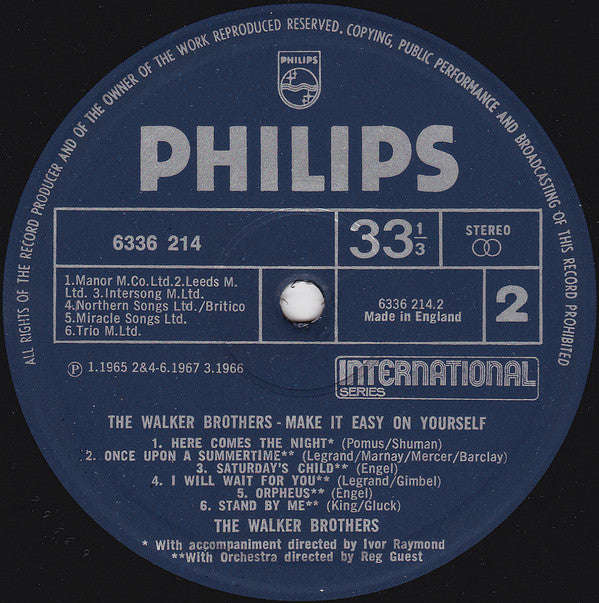 ALL RIGHTS OF THE RECORD PRODUCER AND OF THE OWNER OF THE WORK REPRODUCED RESERVED. COPYING, PUBLIC PERFORMANCE AND BROADCASTING OF THIS RECORD PROHIBITED
PHILIPS
PHILIPS
6336 214
33 1/3
STEREO
1.Manor M.Co.Ltd.2.Leeds M.
Ltd. 3.Intersong M.Ltd.
4.Northern Songs Ltd./Britico
5.Miracle Songs Ltd.
6.Trio M.Ltd.
6336 214.2
Made in England
2
℗ 1.1965 2&4-6.1967 3.1966
INTERNATIONAL
SERIES
THE WALKER BROTHERS - MAKE IT EASY ON YOURSELF
1. HERE COMES THE NIGHT* (Pomus/Shuman)
2. ONCE UPON A SUMMERTIME** (Legrand/Marnay/Mercer/Barclay)
3. SATURDAY'S CHILD** (Engel)
4. I WILL WAIT FOR YOU** (Legrand/Gimbel)
5. ORPHEUS** (Engel)
6. STAND BY ME** (King/Gluck)
THE WALKER BROTHERS
* With accompaniment directed by Ivor Raymond
**With Orchestra directed by Reg Guest